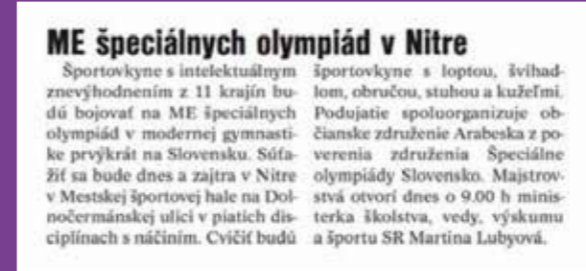 ME špeciálnych olympiád v Nitre
Športovkyne s intelektuálnym
znevýhodnením z 11 krajín bu-
dú bojovať na ME špeciálnych
olympiád v modernej gymnasti-
ke prvýkrát na Slovensku. Súťa-
žiť sa bude dnes a zajtra v Nitre
v Mestskej športovej hale na Dol-
nočermánskej ulici v piatich dis-
ciplínach s náčiním. Cvičiť budú
športovkyne s loptou, švihad-
lom, obručou, stuhou a kužeľmi.
Podujatie spoluorganizuje ob-
čianske združenie Arabeska z po-
verenia združenia Špeciálne
olympiády Slovensko. Majstrov-
stvá otvorí dnes o 9.00 h minis-
terka školstva, vedy, výskumu
a športu SR Martina Lubyová.